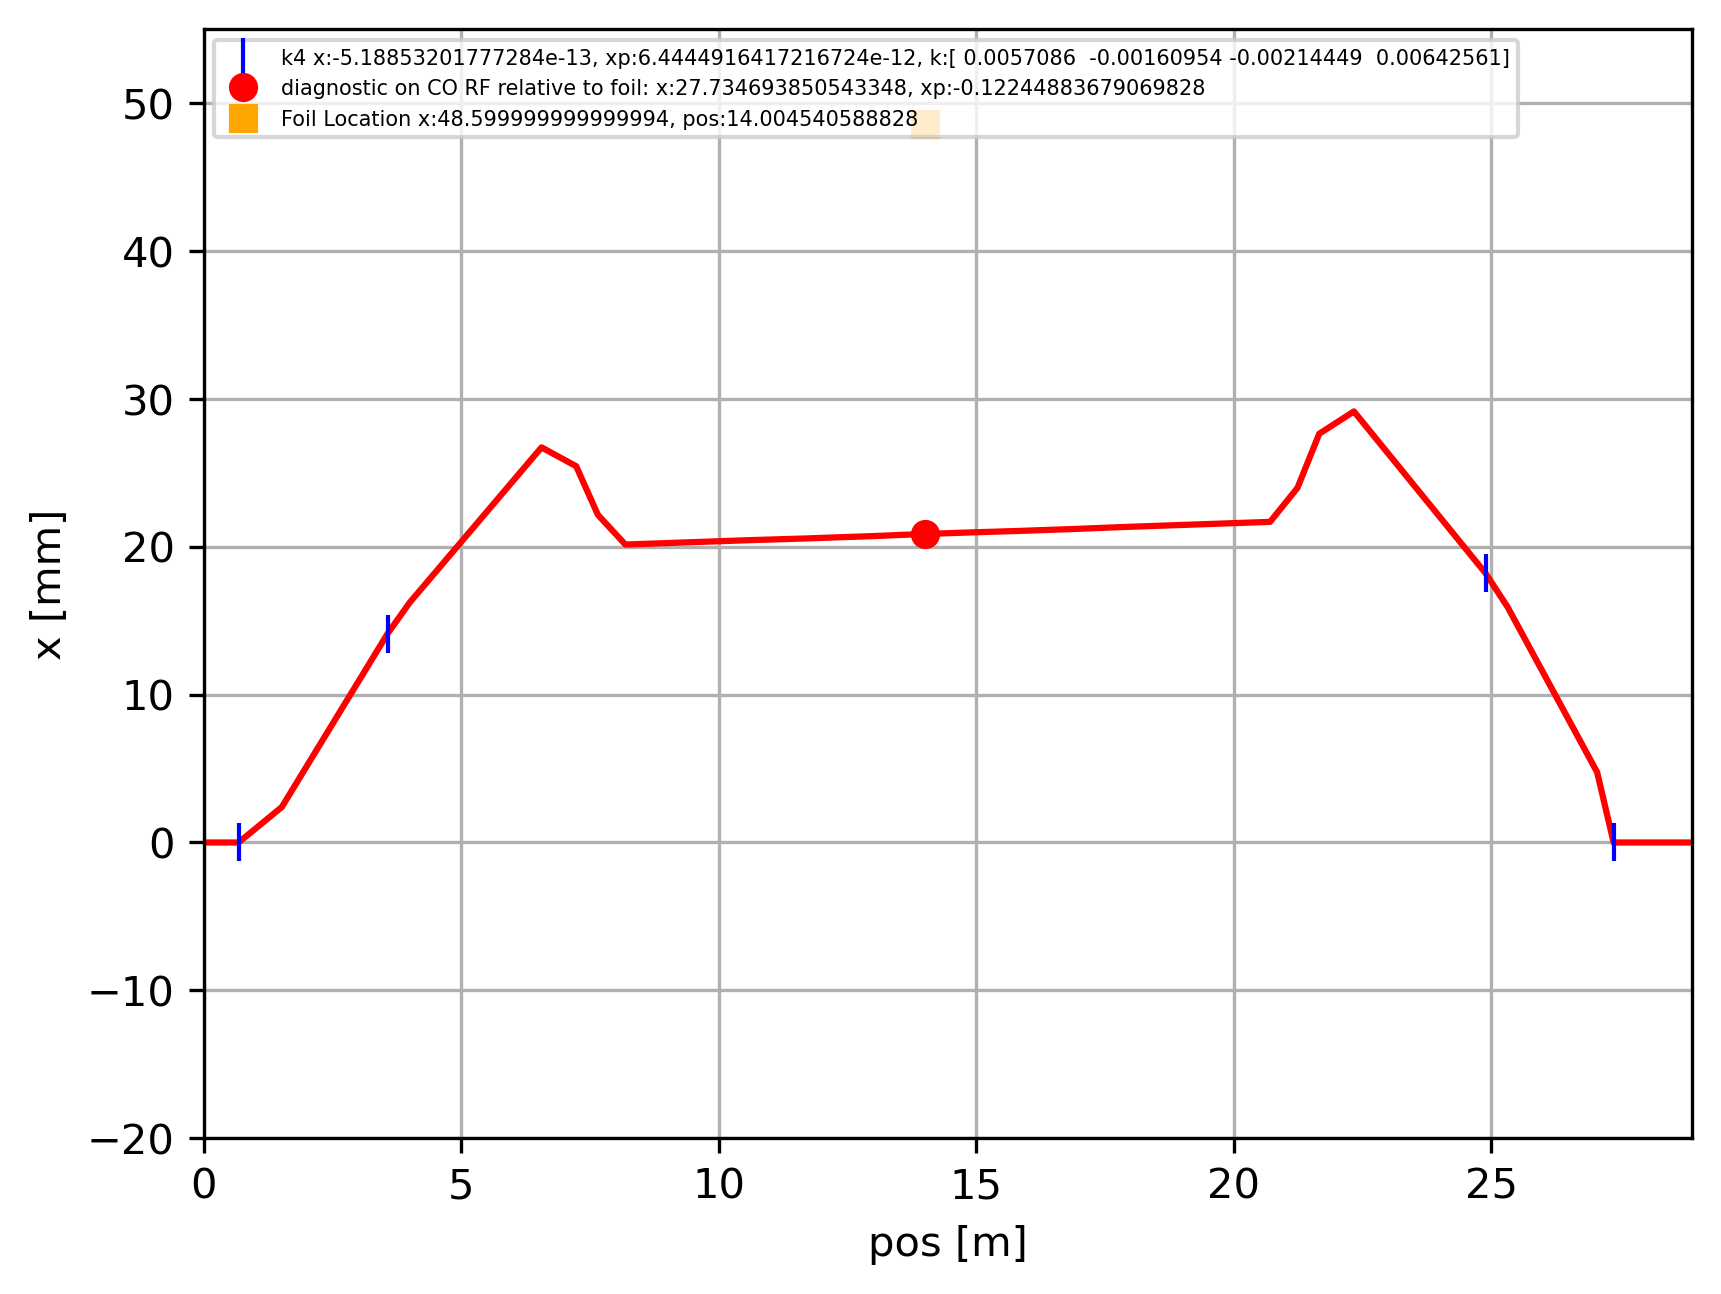 k4 x:-5.18853201777284e-13, xp:6.4444916417216724e-12, k:[ 0.0057086  -0.00160954 -0.00214449  0.00642561]
diagnostic on CO RF relative to foil: x:27.734693850543348, xp:-0.12244883679069828
Foil Location x:48.599999999999994, pos:14.004540588828
50
40
30
20
10
0
−10
−20
x [mm]
0 5 10 15 20 25
pos [m]